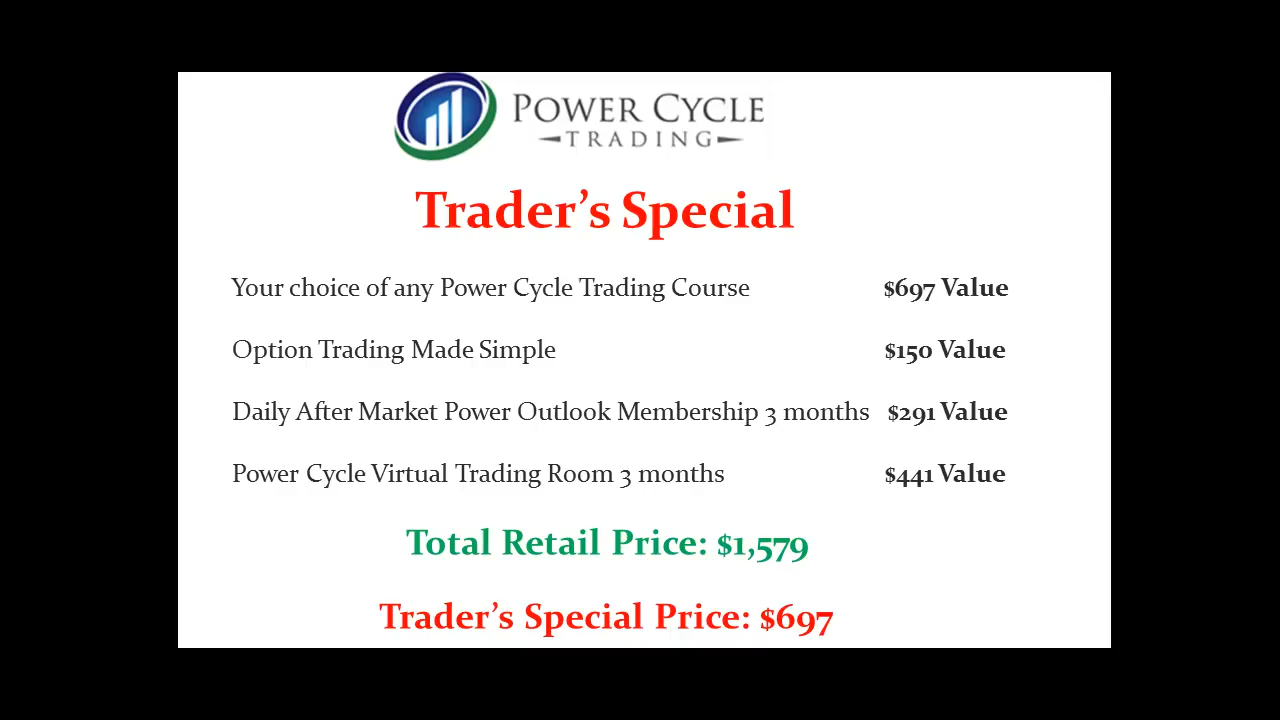 POWER CYCLE
TRADING
Trader's Special
Your choice of any Power Cycle Trading Course $697 Value
Option Trading Made Simple $150 Value
Daily After Market Power Outlook Membership 3 months $291 Value
Power Cycle Virtual Trading Room 3 months $441 Value
Total Retail Price: $1,579
Trader's Special Price: $697